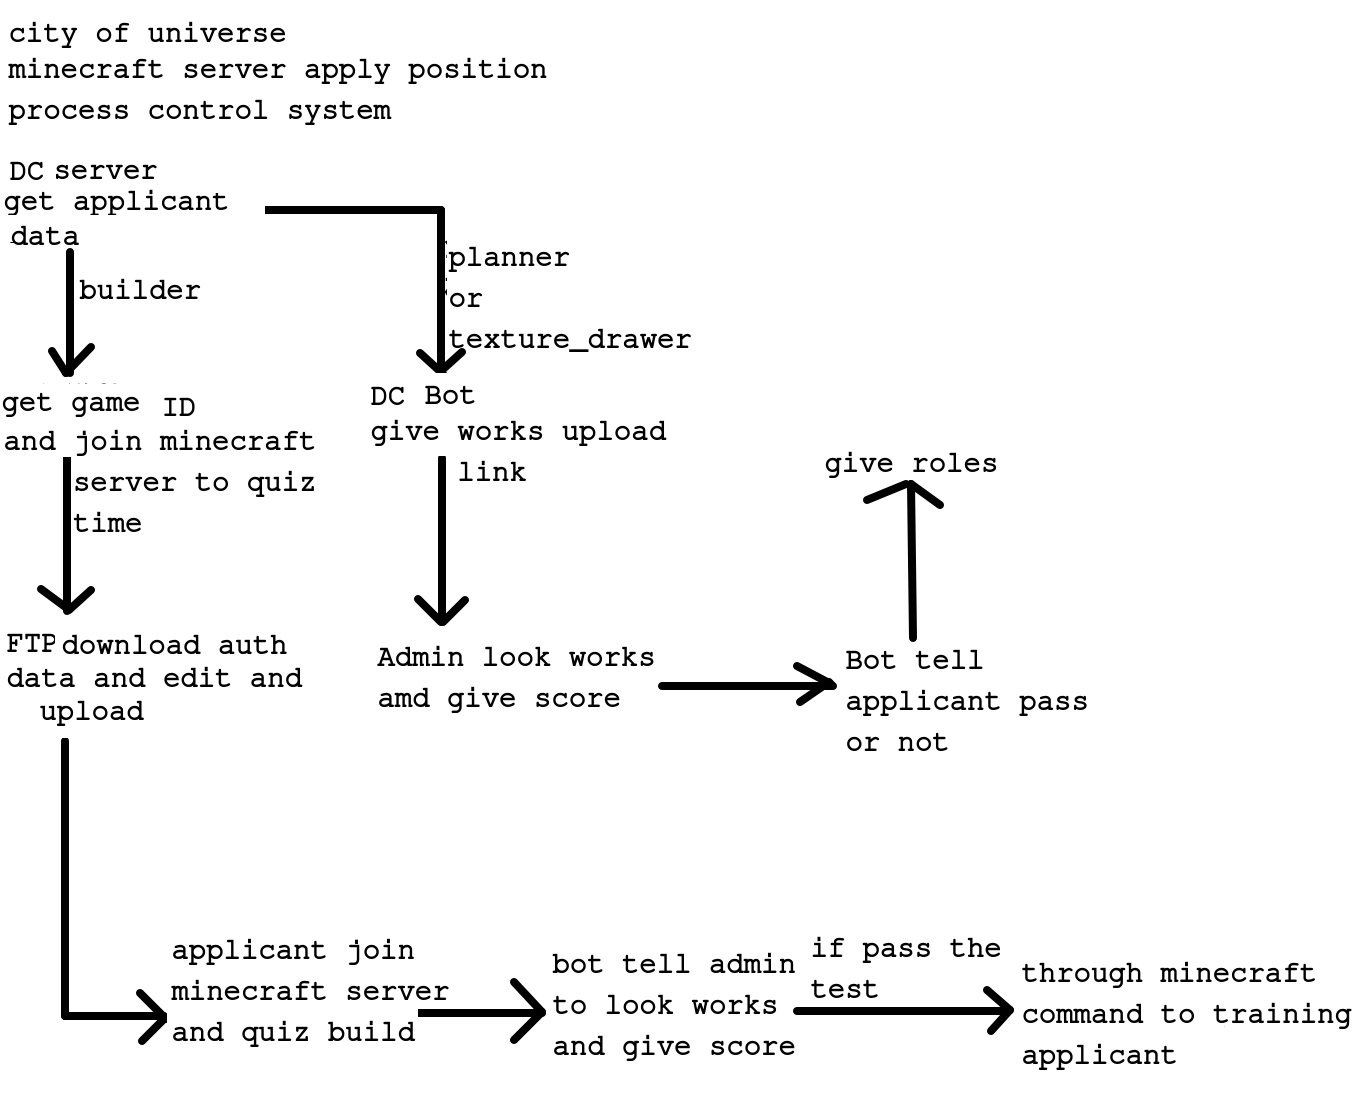 city of universe
minecraft server apply position
process control system
DC server
get applicant
data
builder
planner
or
texture_drawer
get game ID
and join minecraft
server to quiz
time
DC Bot
give works upload
link
give roles
FTP download auth
data and edit and
upload
Admin look works
amd give score
Bot tell
applicant pass
or not
applicant join
minecraft server
and quiz build
bot tell admin
to look works
and give score
if pass the
test
through minecraft
command to training
applicant